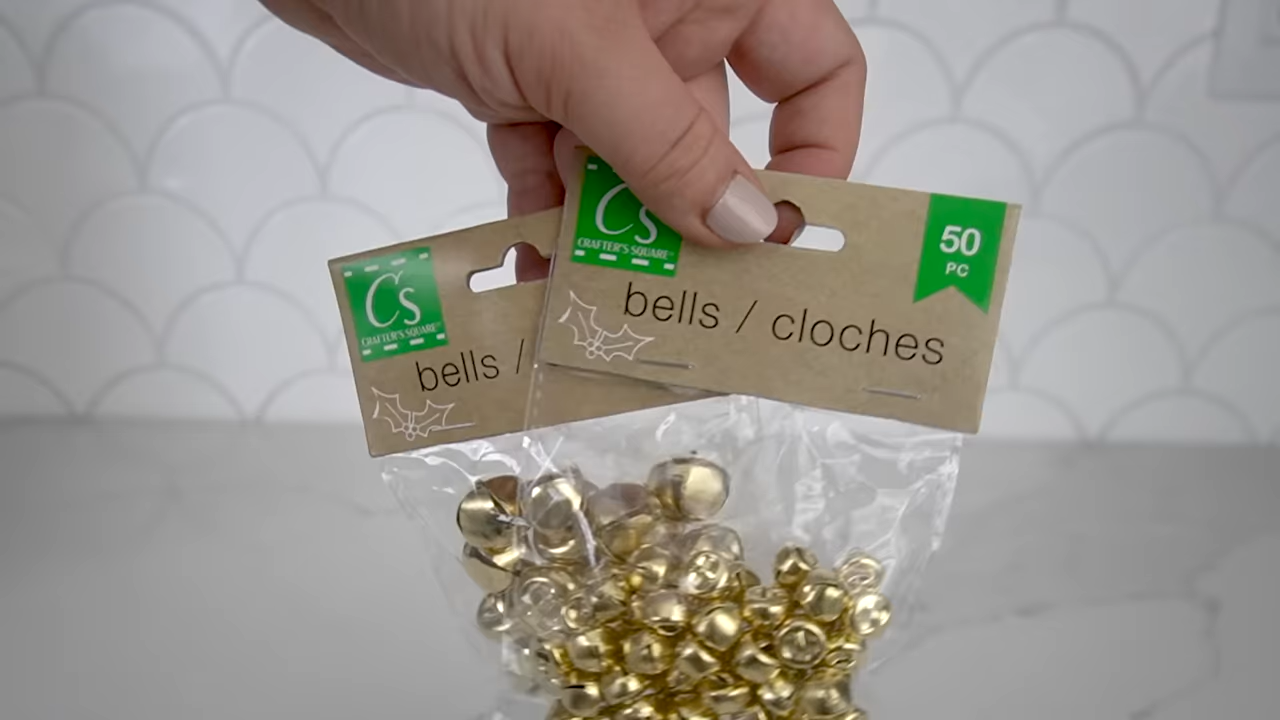 Cs
CRAFTER'S SQUARE
bells /
Cs
CRAFTER'S SQUARE
50
PC
bells / cloches